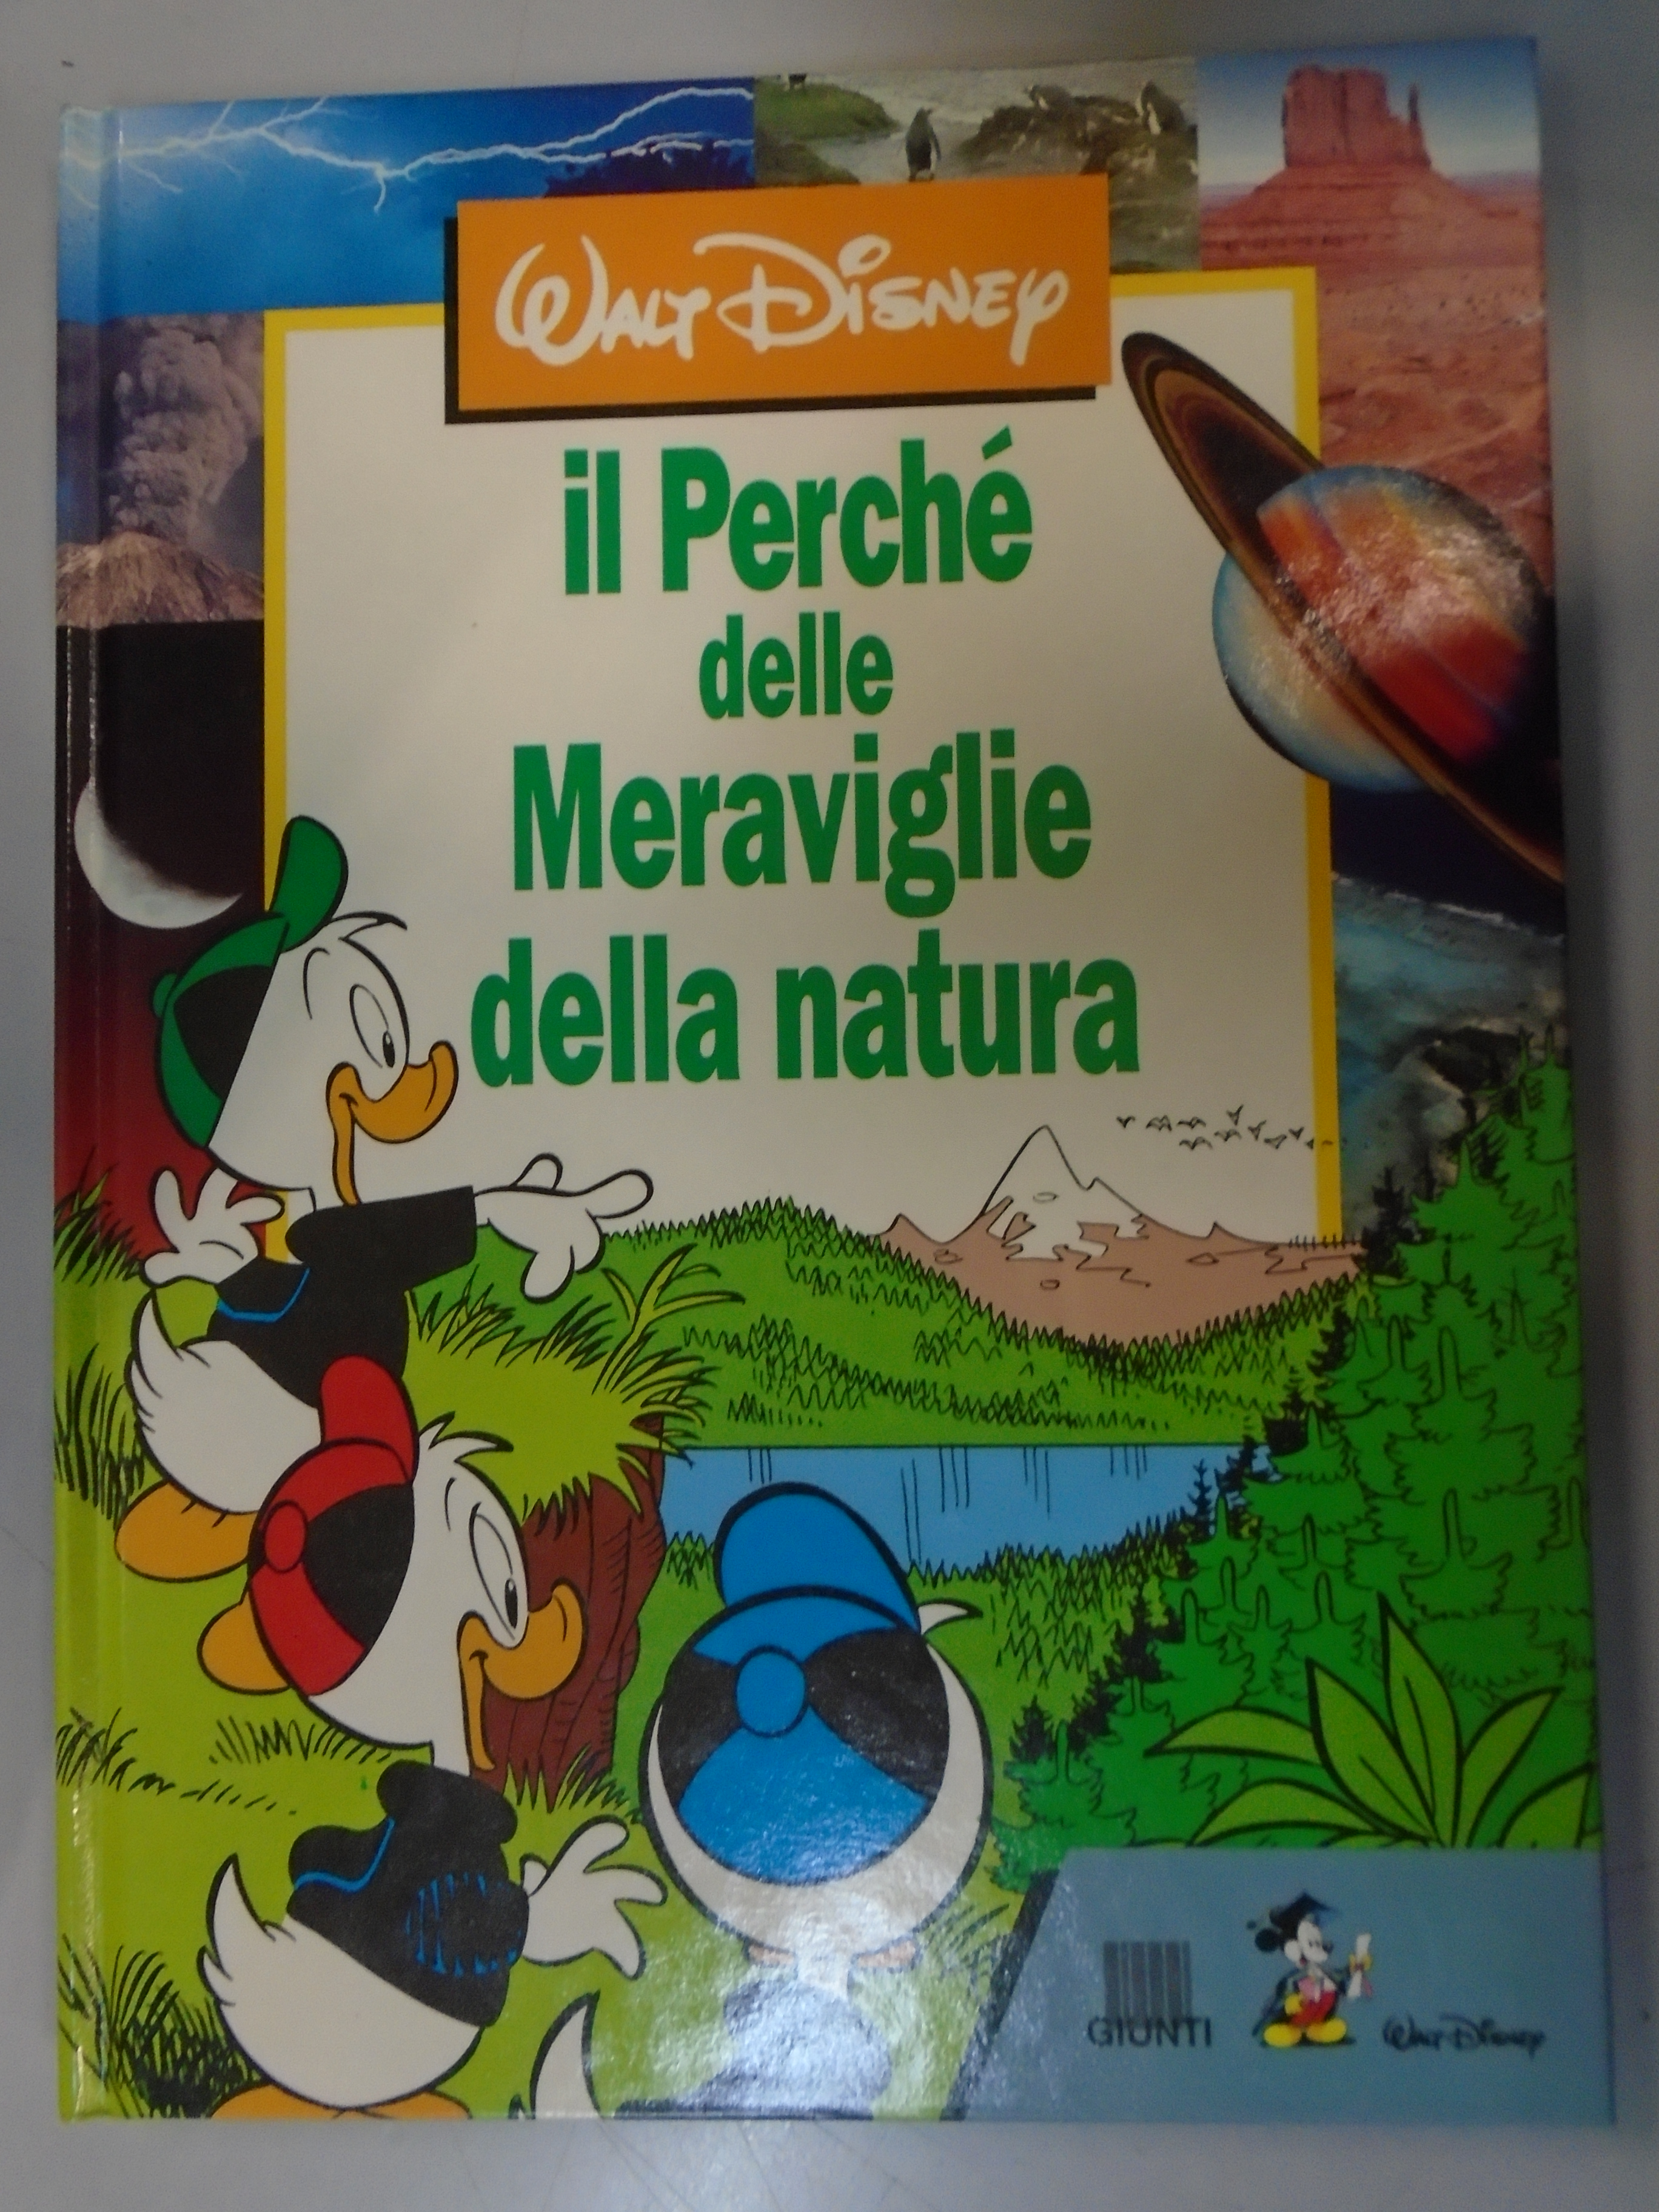 WALT DISNEY
il Perché
delle
Meraviglie
della natura
GIUNTI
WALT DISNEY